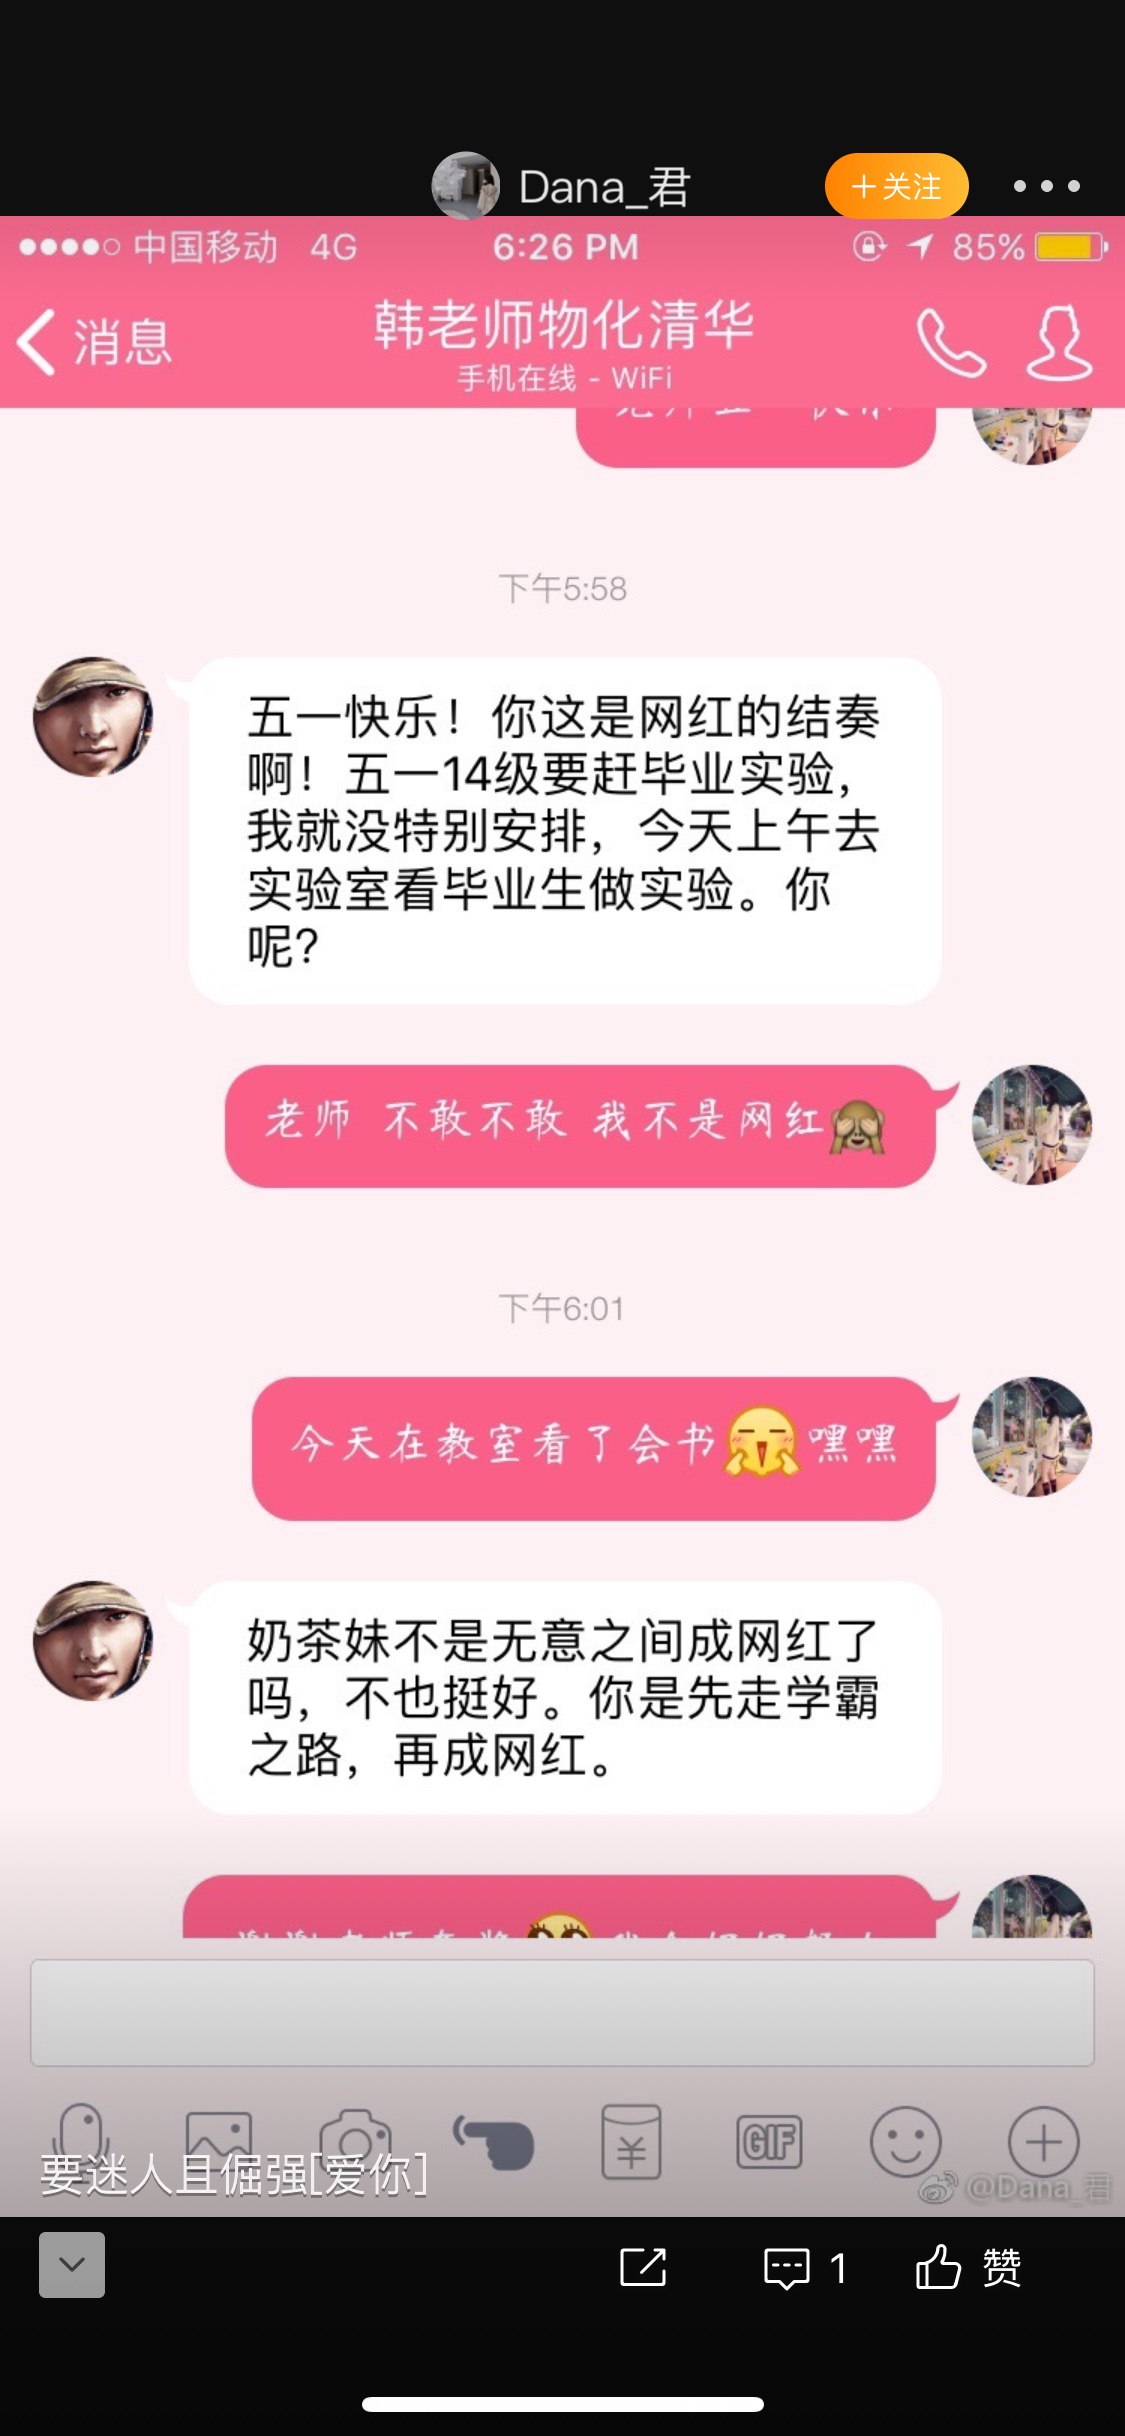 Dana_君
+关注
中国移动 4G 6:26 PM 85%
消息
韩老师物化清华
手机在线 - WiFi
下午5:58
五一快乐！你这是网红的结奏
啊！五一14级要赶毕业实验，
我就没特别安排，今天上午去
实验室看毕业生做实验。你
呢？
老师 不敢不敢 我不是网红
下午6:01
今天在教室看了会书 嘿嘿
奶茶妹不是无意之间成网红了
吗，不也挺好。你是先走学霸
之路，再成网红。
GIF
要迷人且倔强[爱你]
@Dana_君
1
赞